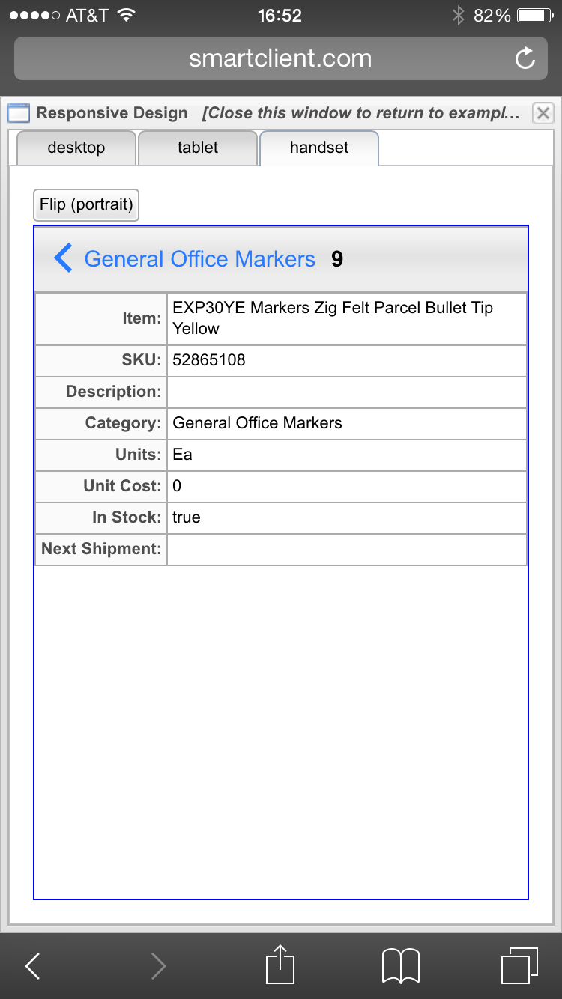 AT&T 16:52 82%
smartclient.com
Responsive Design [Close this window to return to exampl...
desktop tablet handset
Flip (portrait)
General Office Markers 9
Item: EXP30YE Markers Zig Felt Parcel Bullet Tip
Yellow
SKU: 52865108
Description:
Category: General Office Markers
Units: Ea
Unit Cost: 0
In Stock: true
Next Shipment: